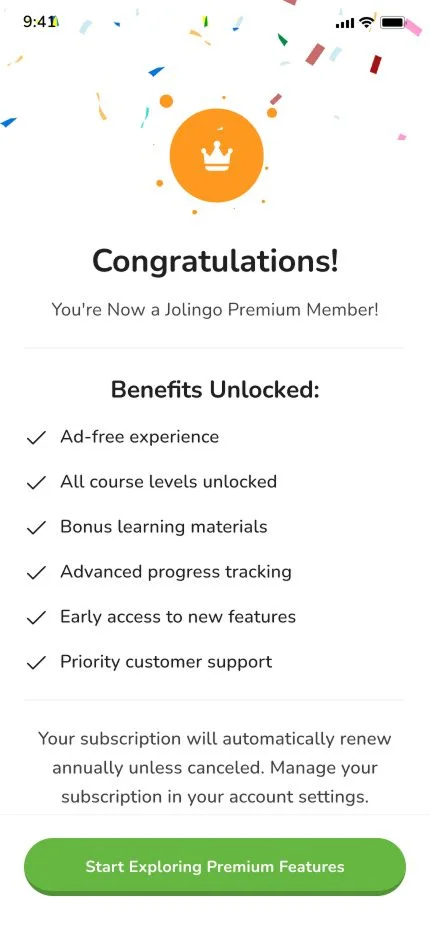 9:41
Congratulations!
You're Now a Jolingo Premium Member!
Benefits Unlocked:
Ad-free experience
All course levels unlocked
Bonus learning materials
Advanced progress tracking
Early access to new features
Priority customer support
Your subscription will automatically renew
annually unless canceled. Manage your
subscription in your account settings.
Start Exploring Premium Features